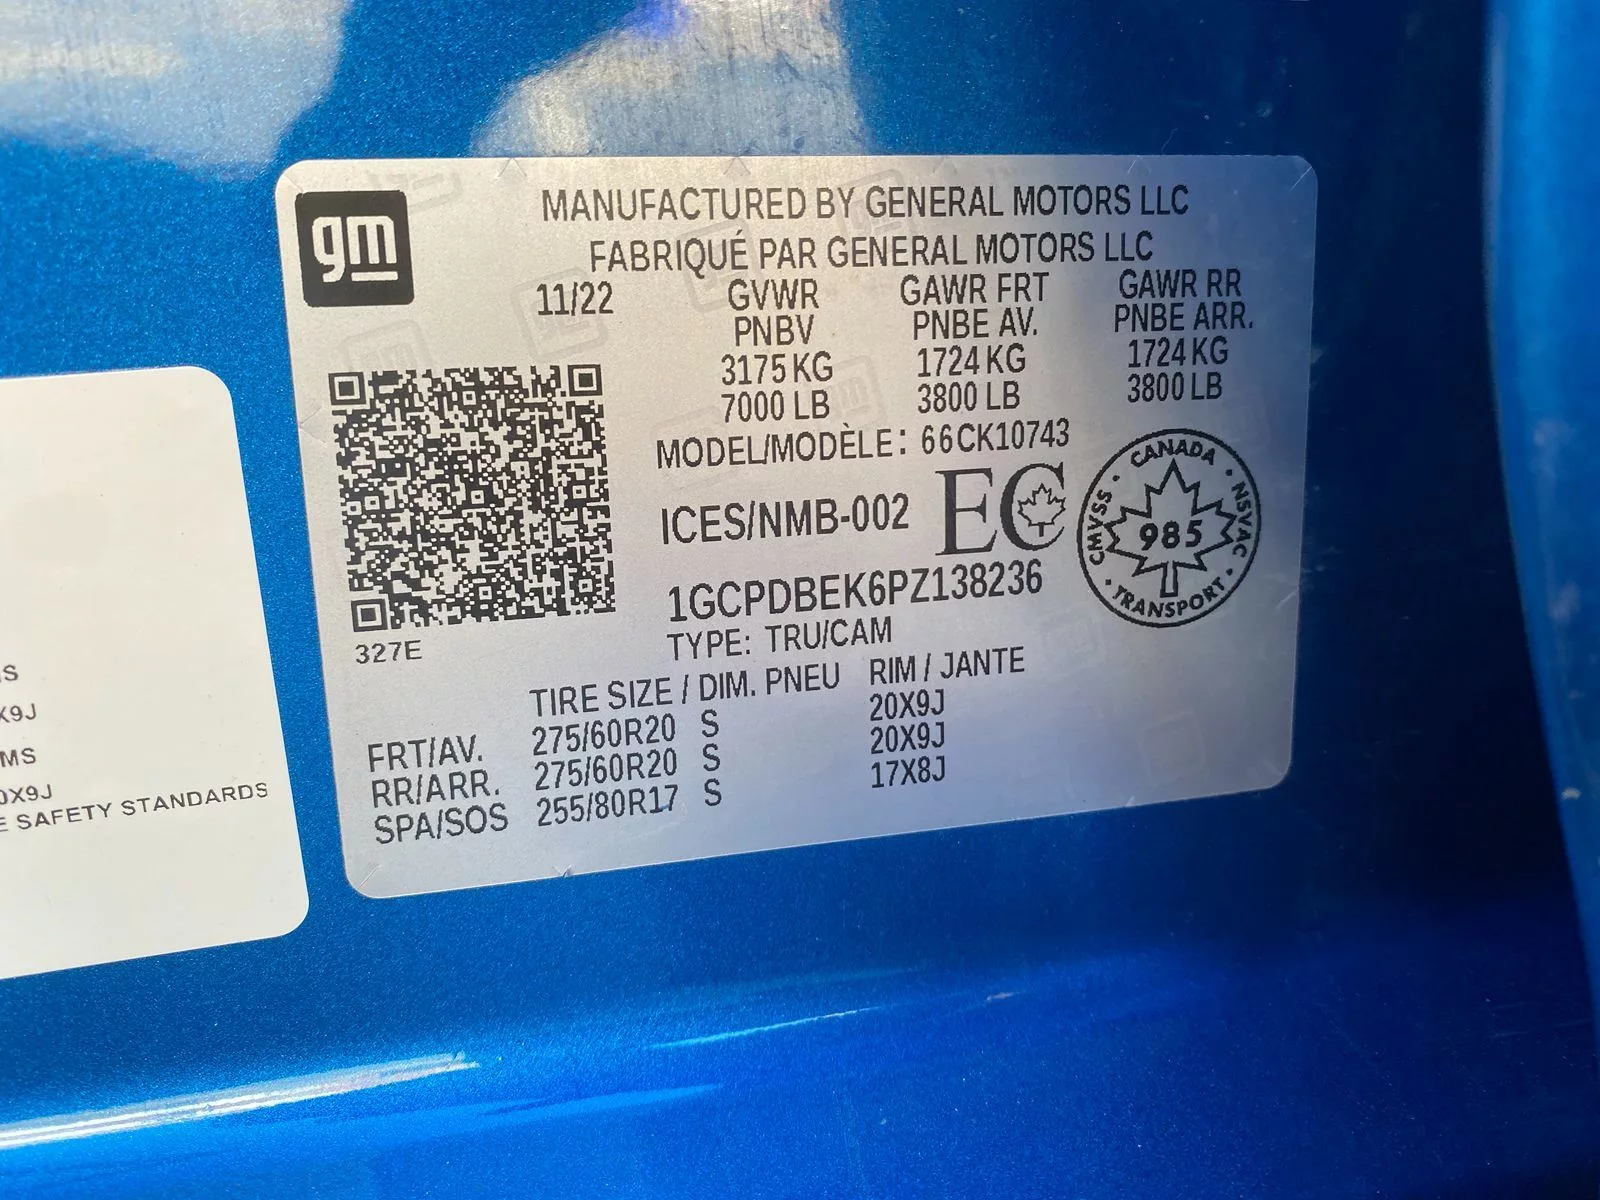 gm
MANUFACTURED BY GENERAL MOTORS LLC
FABRIQUÉ PAR GENERAL MOTORS LLC
11/22 GVWR GAWR FRT GAWR RR
PNBV PNBE AV. PNBE ARR.
3175 KG 1724 KG 1724 KG
7000 LB 3800 LB 3800 LB
MODEL/MODÈLE: 66CK10743
ICES/NMB-002 EC
CANADA
CMVSS 985 NSVAC
TRANSPORT
1GCPDBEK6PZ138236
TYPE: TRU/CAM
327E
TIRE SIZE / DIM. PNEU RIM / JANTE
FRT/AV. 275/60R20 S 20X9J
RR/ARR. 275/60R20 S 20X9J
SPA/SOS 255/80R17 S 17X8J
X9J
MS
0X9J
E SAFETY STANDARDS